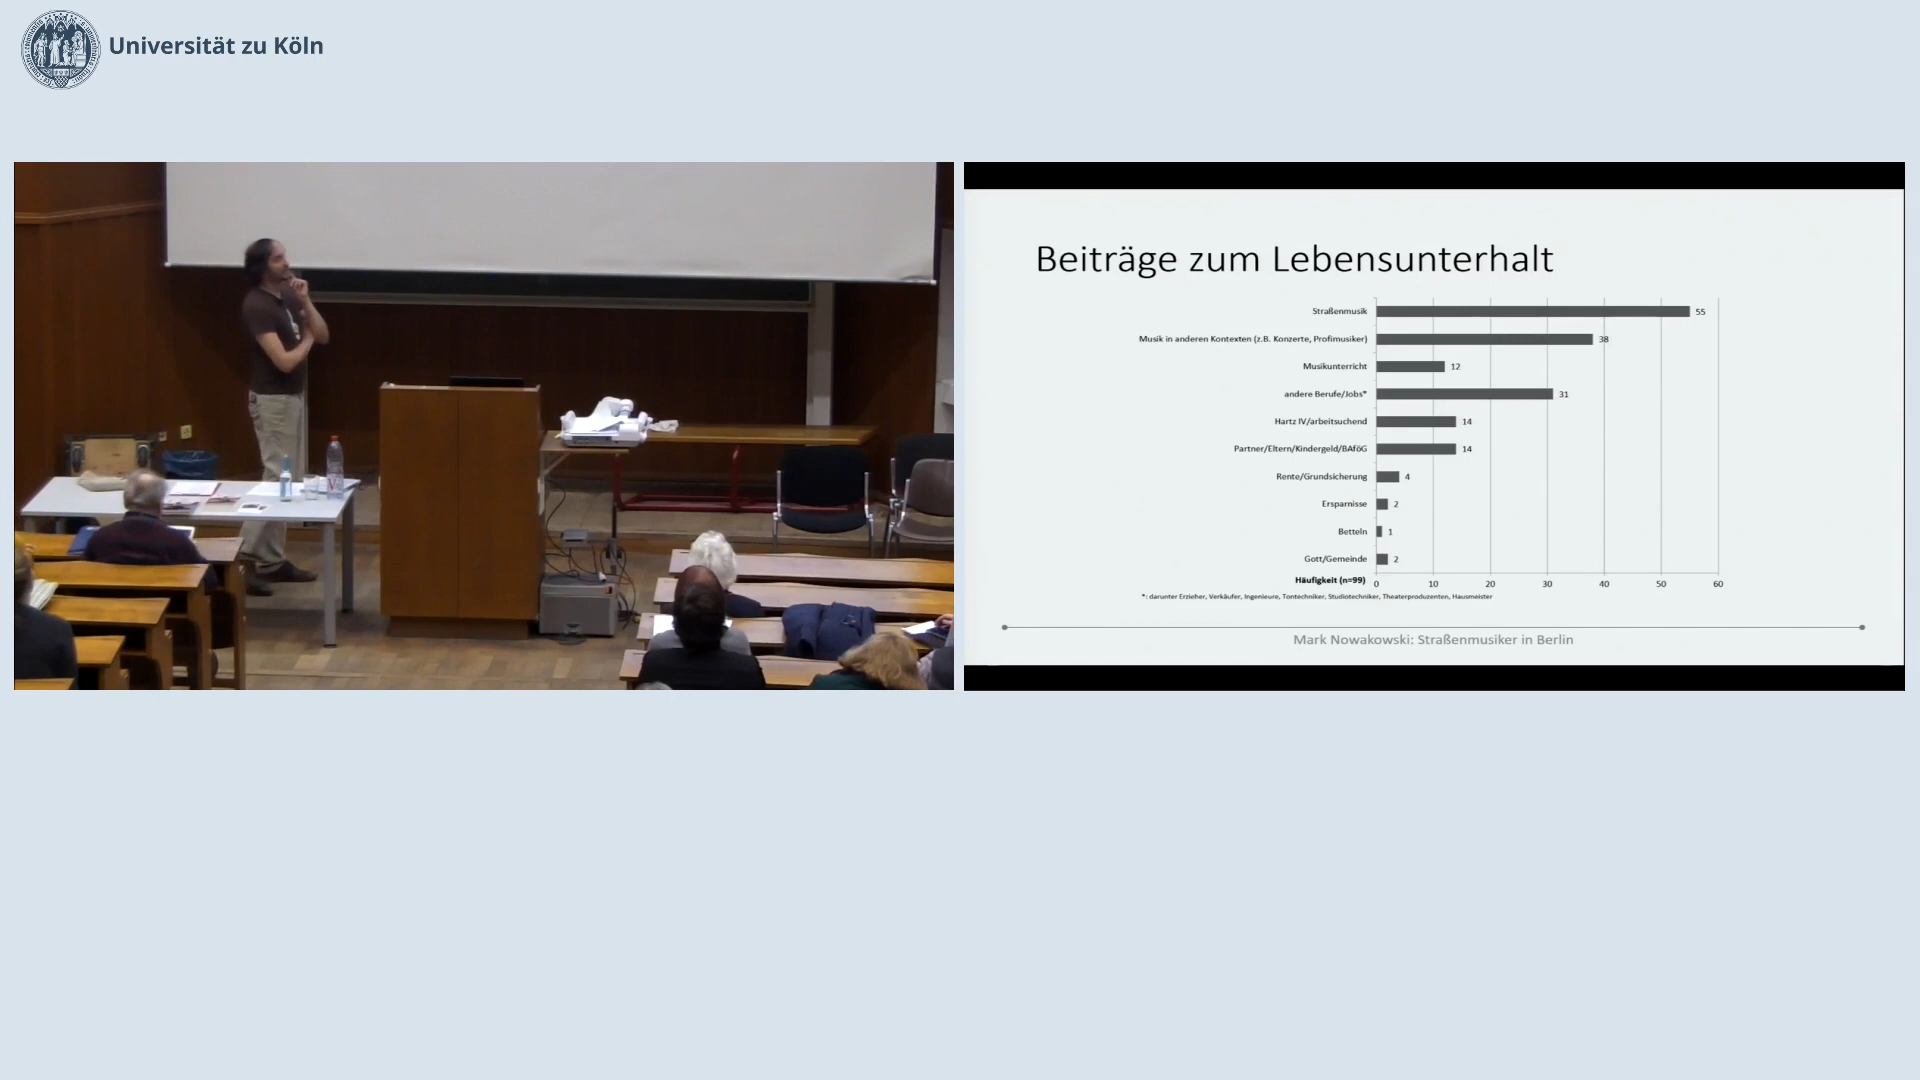 Universität zu Köln
Beiträge zum Lebensunterhalt
Straßenmusik 55
Musik in anderen Kontexten (z.B. Konzerte, Profimusiker) 38
Musikunterricht 12
andere Berufe/Jobs* 31
Hartz IV/arbeitsuchend 14
Partner/Eltern/Kindergeld/BAföG 14
Rente/Grundsicherung 4
Ersparnisse 2
Betteln 1
Gott/Gemeinde 2
Häufigkeit (n=99) 0 10 20 30 40 50 60
*: darunter Erzieher, Verkäufer, Ingenieure, Tontechniker, Studiotechniker, Theaterproduzenten, Hausmeister
Mark Nowakowski: Straßenmusiker in Berlin